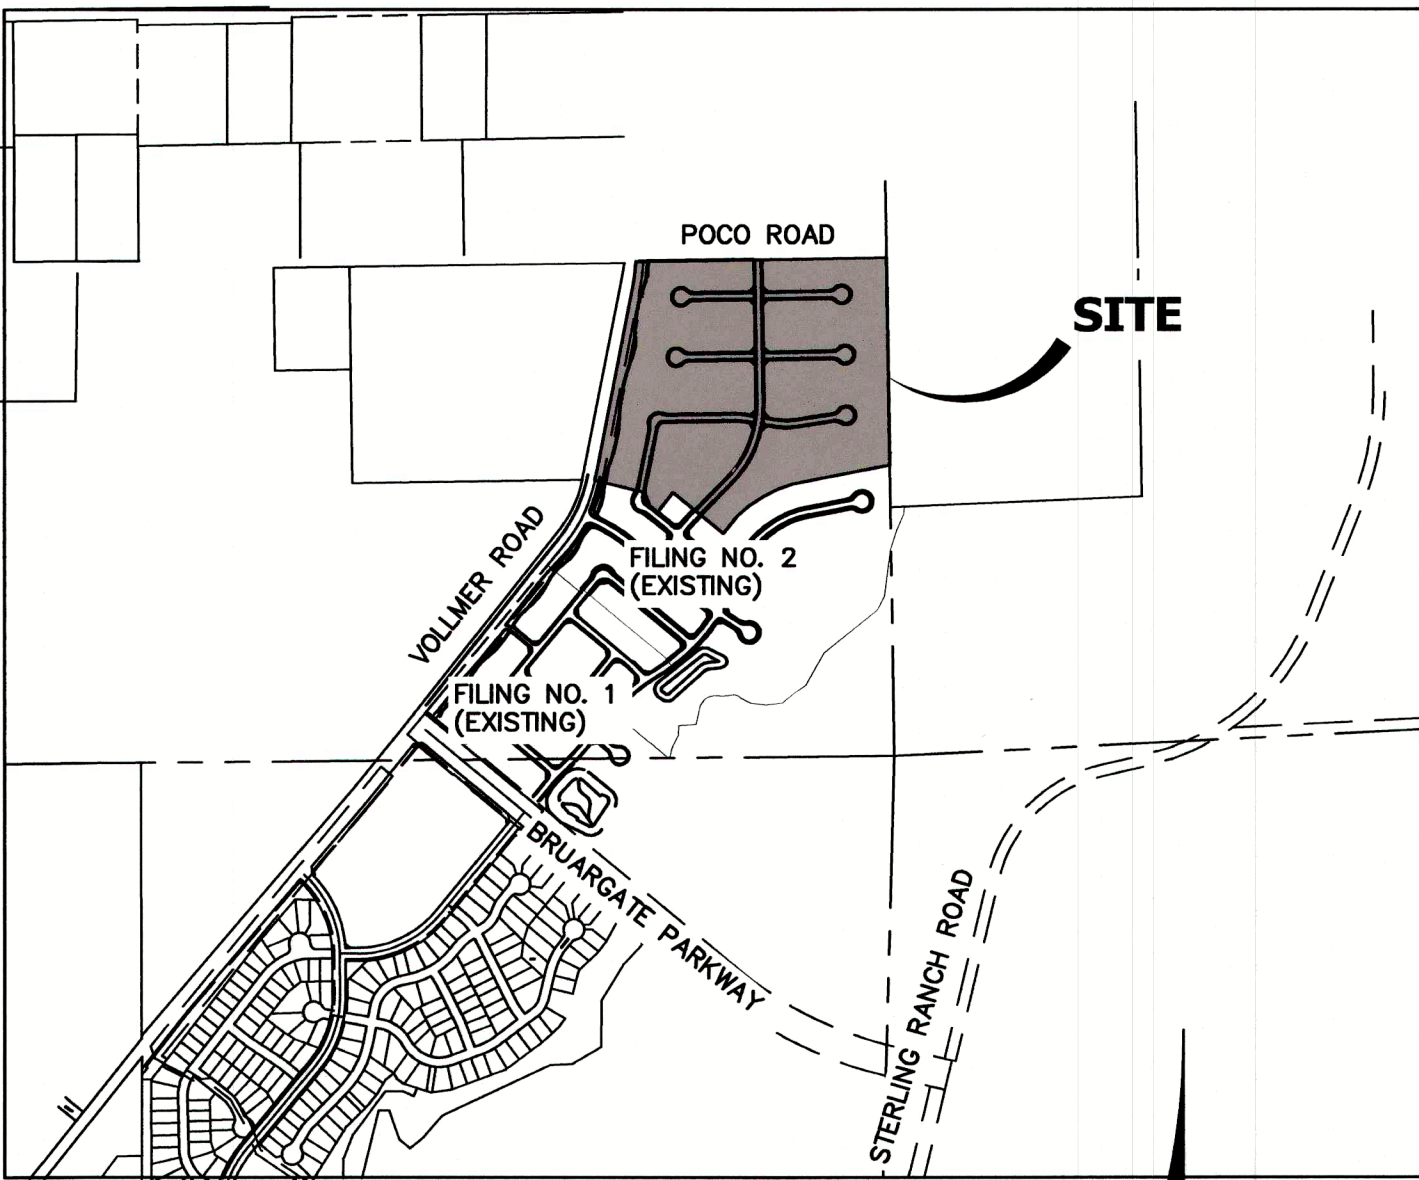 POCO ROAD
SITE
VOLLMER ROAD
FILING NO. 2
(EXISTING)
FILING NO. 1
(EXISTING)
BRUARGATE PARKWAY
STERLING RANCH ROAD